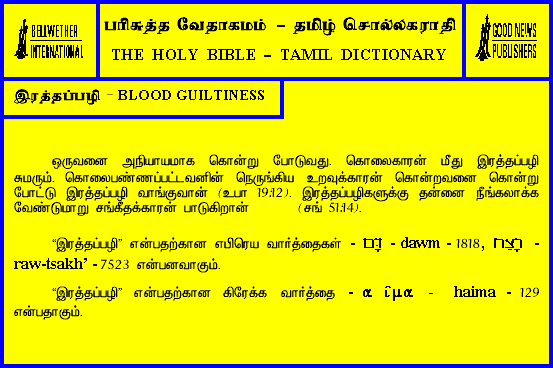 BELLWETHER
INTERNATIONAL
பரிசுத்த வேதாகமம் – தமிழ் சொல்லகராதி
THE HOLY BIBLE – TAMIL DICTIONARY
GOOD NEWS
PUBLISHERS
இரத்தப்பழி - BLOOD GUILTINESS
ஒருவனை அநியாயமாக கொன்று போடுவது. கொலைகாரன் மீது இரத்தப்பழி
சுமரும். கொலைபண்ணப்பட்டவனின் நெருங்கிய உறவுக்காரன் கொன்றவனை கொன்று
போட்டு இரத்தப்பழி வாங்குவான் (உபா 19:12). இரத்தப்பழிகளுக்கு தன்னை நீங்கலாக்க
வேண்டுமாறு சங்கீதக்காரன் பாடுகிறான் (சங் 51:14).
“இரத்தப்பழி” என்பதற்கான எபிரெய வார்த்தைகள் - דָּם - dawm - 1818, רָצַח -
raw-tsakh’ - 7523 என்பனவாகும்.
“இரத்தப்பழி” என்பதற்கான கிரேக்க வார்த்தை - α ἷμα - haima - 129
என்பதாகும்.